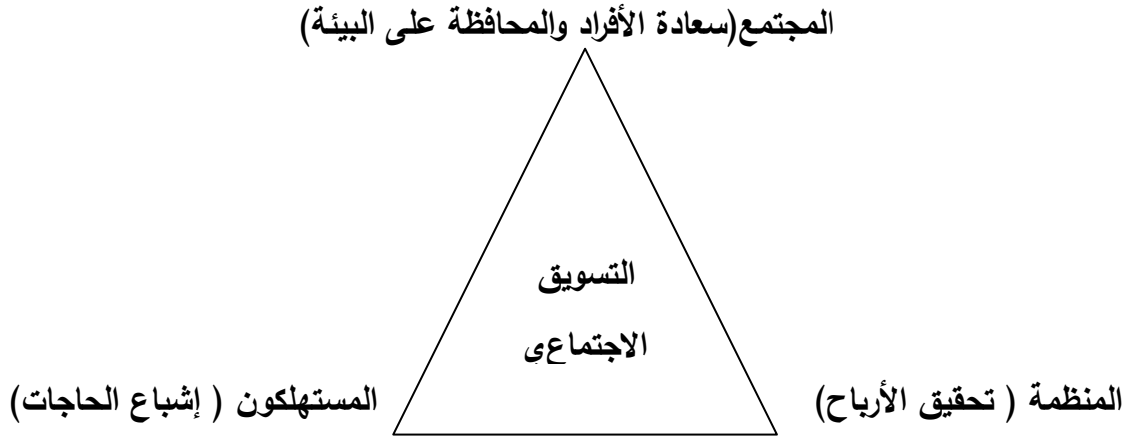 المجتمع(سعادة الأفراد والمحافظة على البيئة)
التسويق
الاجتماعي
المنظمة ( تحقيق الأرباح)
المستهلكون ( إشباع الحاجات)